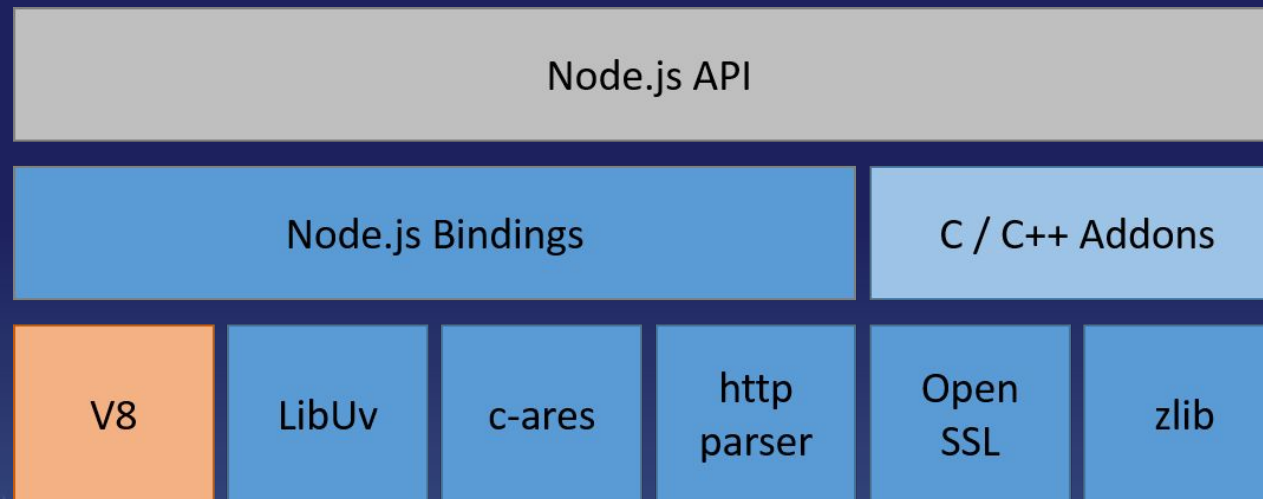 Node.js API
Node.js Bindings
C / C++ Addons
V8
LibUv
c-ares
http
parser
Open
SSL
zlib